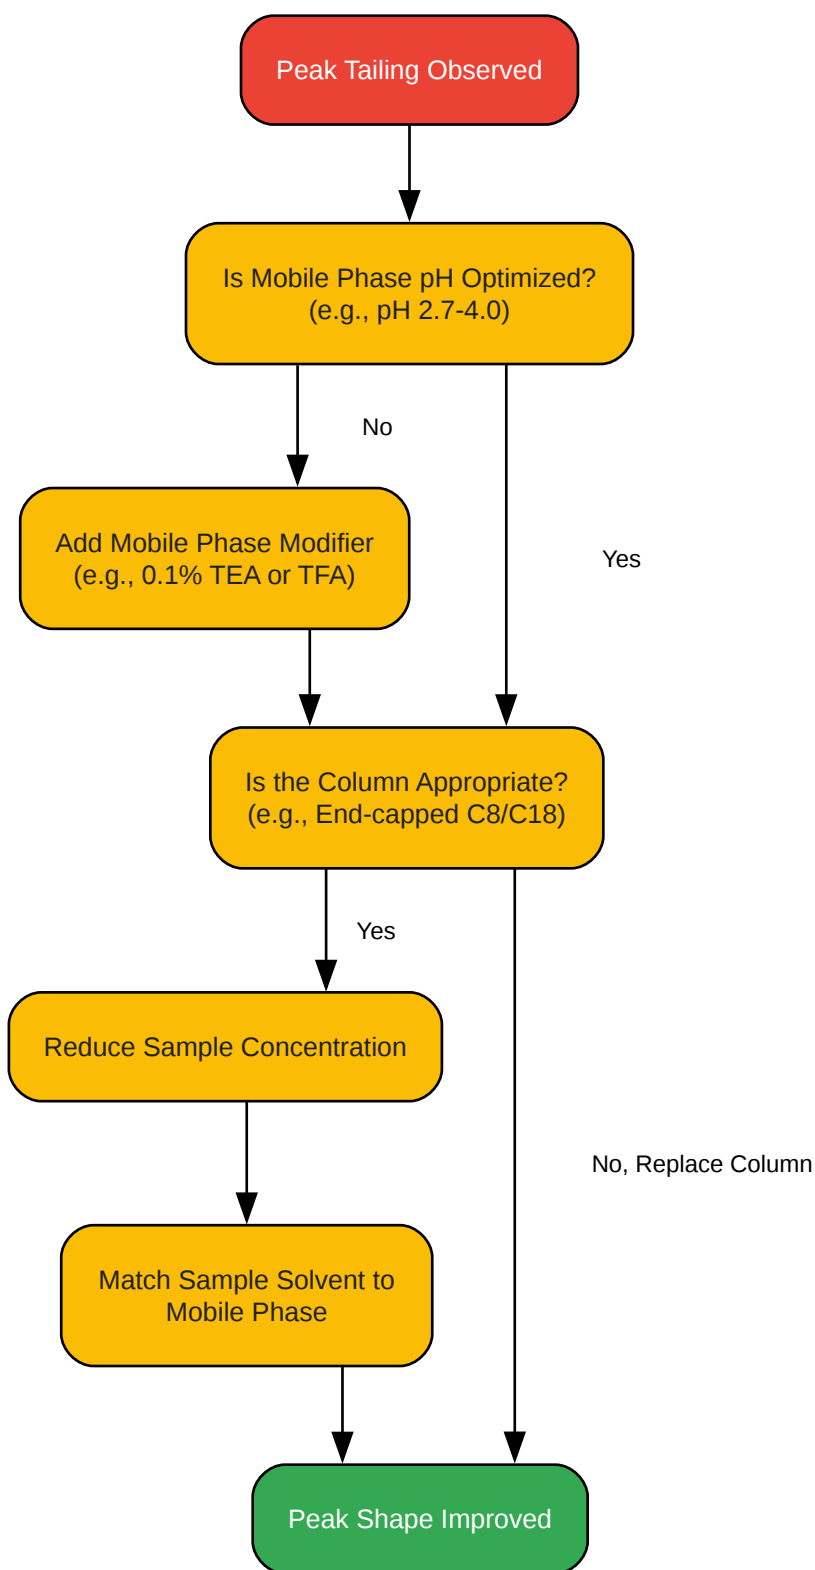 Peak Tailing Observed
Is Mobile Phase pH Optimized?
(e.g., pH 2.7-4.0)
No
Add Mobile Phase Modifier
(e.g., 0.1% TEA or TFA)
Yes
Is the Column Appropriate?
(e.g., End-capped C8/C18)
Yes
Reduce Sample Concentration
No, Replace Column
Match Sample Solvent to
Mobile Phase
Peak Shape Improved